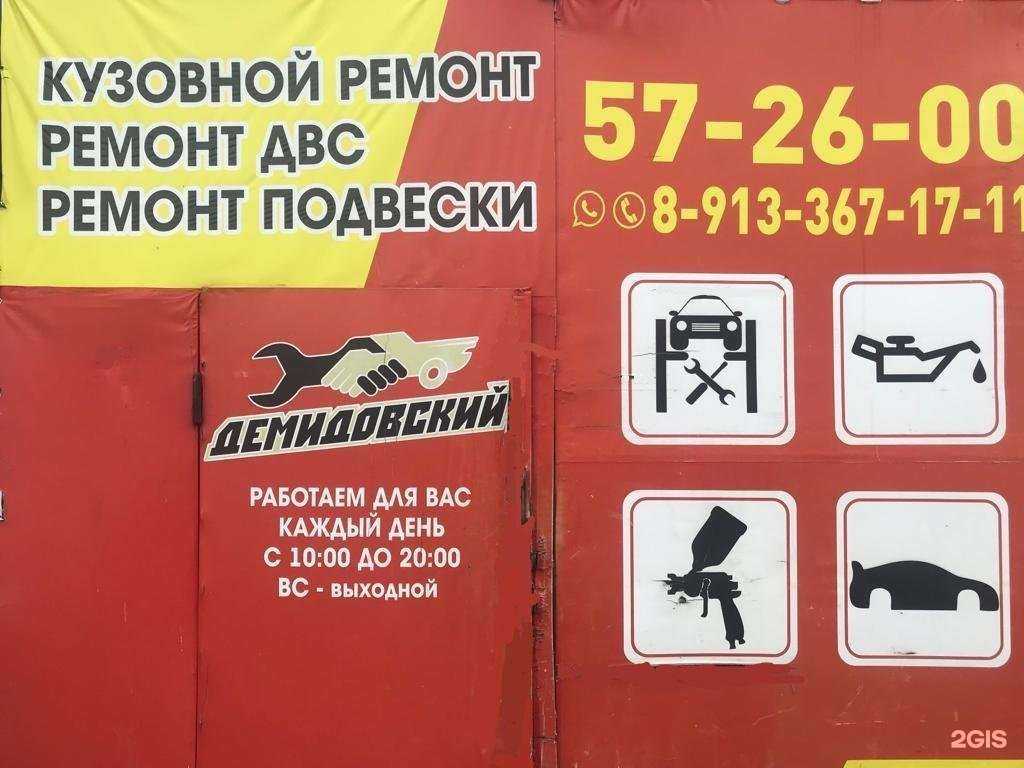 КУЗОВНОЙ РЕМОНТ
РЕМОНТ ДВС
РЕМОНТ ПОДВЕСКИ
57-26-00
8-913-367-17-11
ДЕМИДОВСКИЙ
РАБОТАЕМ ДЛЯ ВАС
КАЖДЫЙ ДЕНЬ
С 10:00 ДО 20:00
ВС - выходной
2GIS